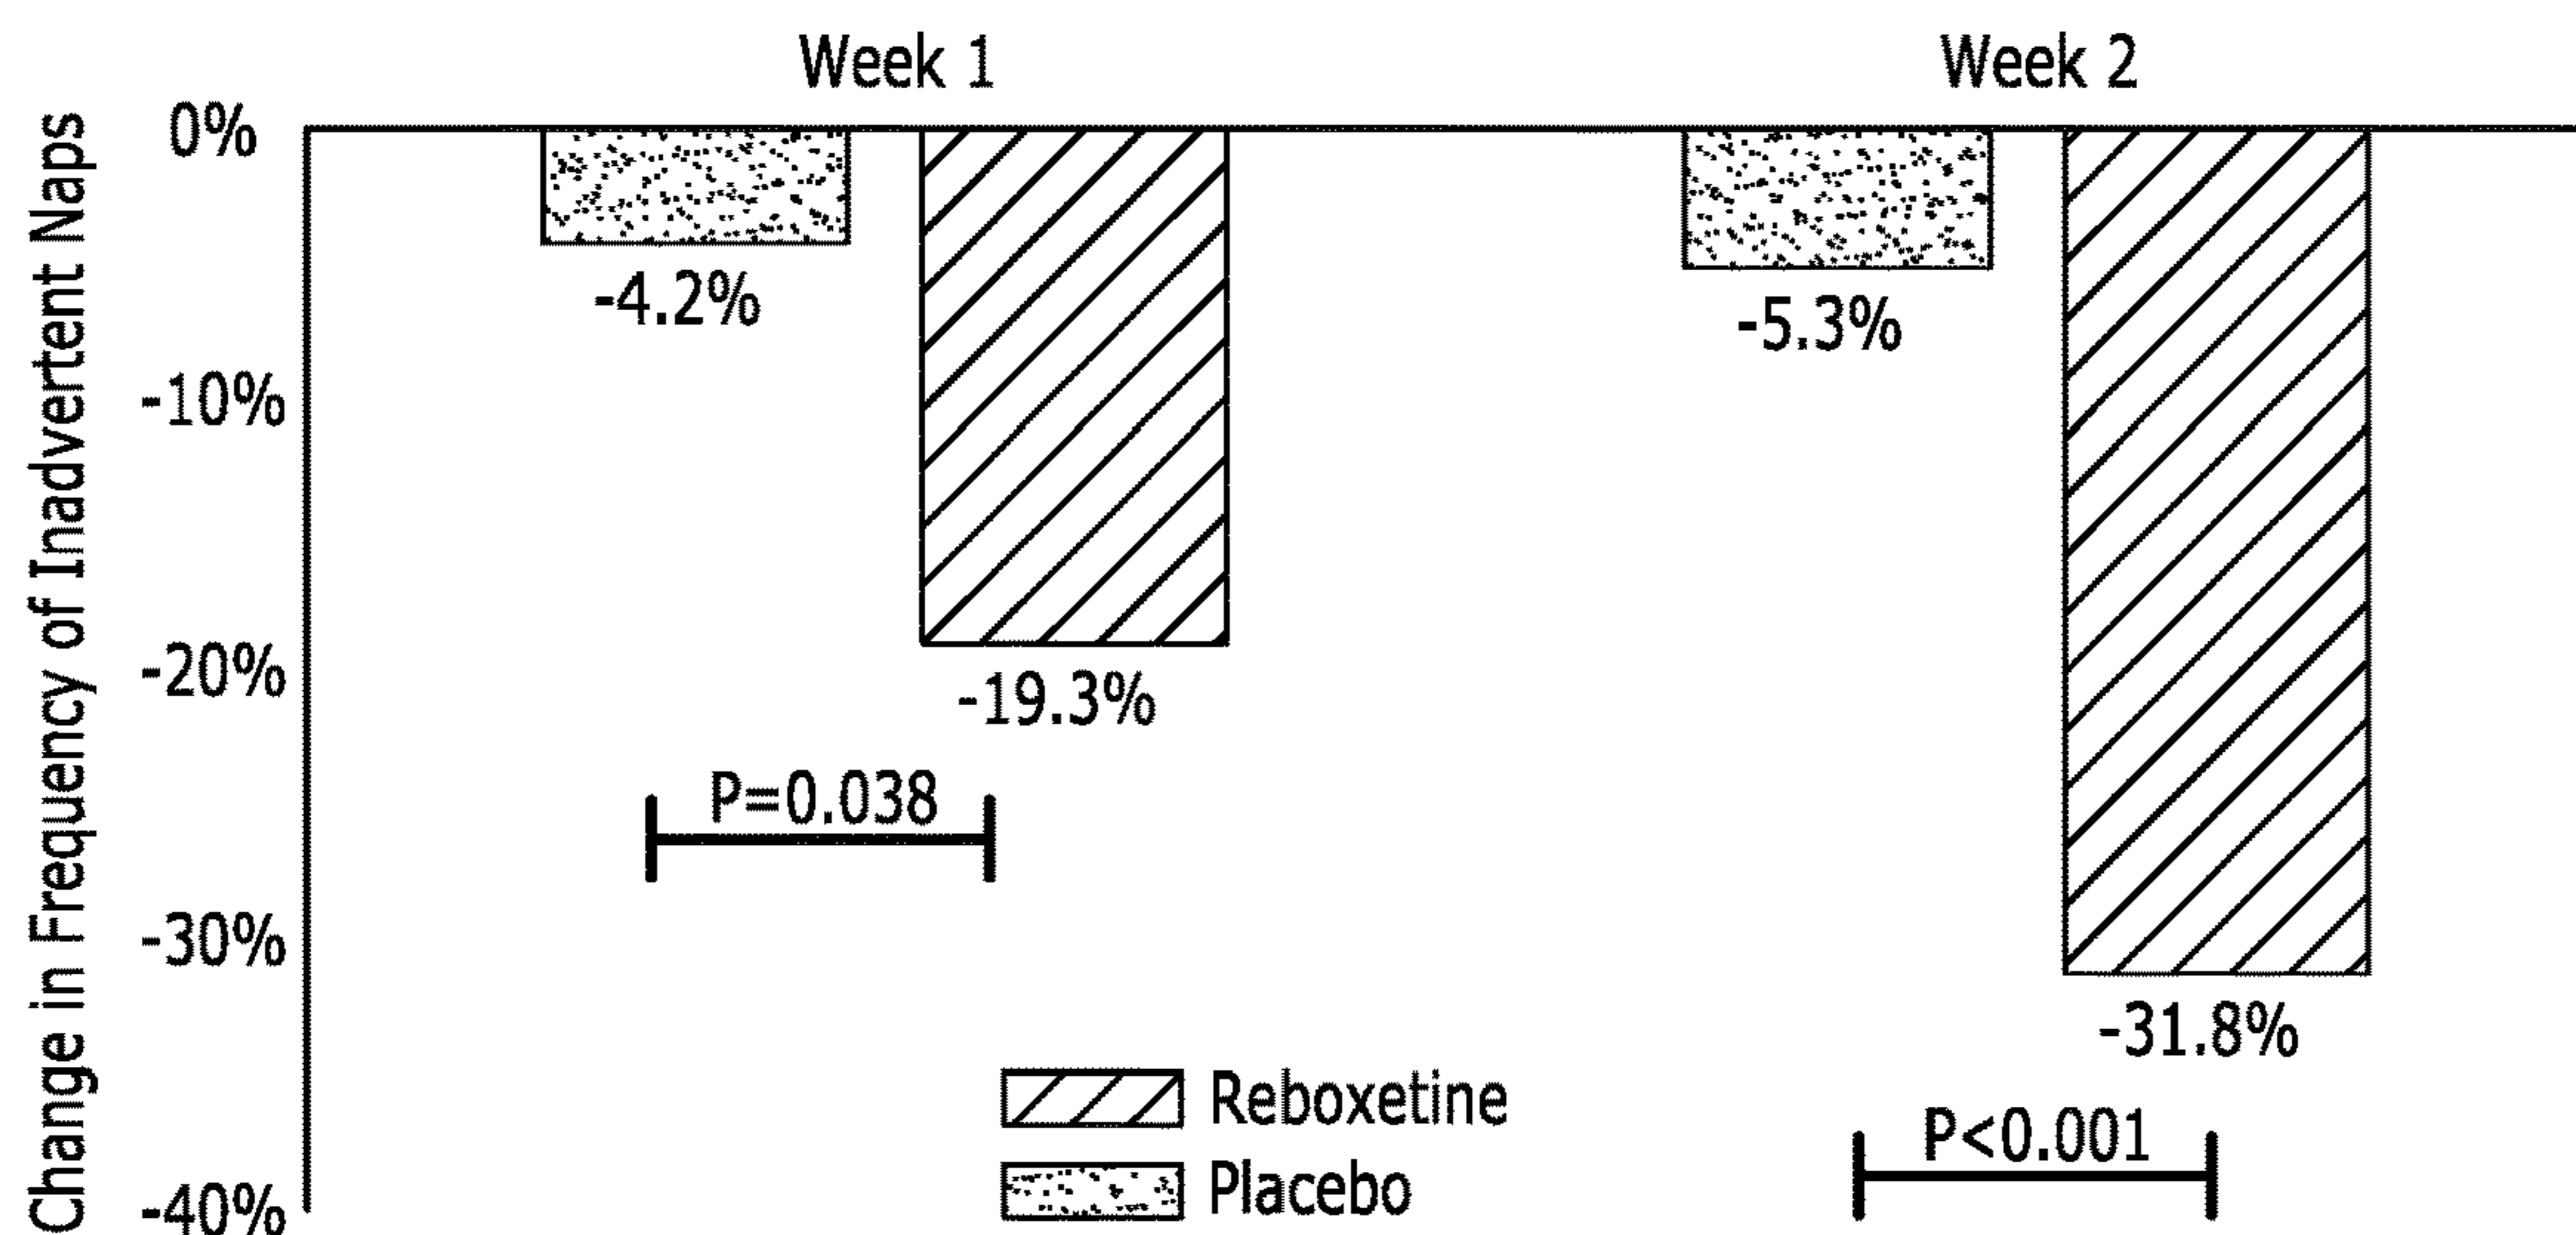 Week 1
Week 2
Change in Frequency of Inadvertent Naps
0%
-10%
-20%
-30%
-40%
-4.2%
-19.3%
-5.3%
-31.8%
P=0.038
P<0.001
Reboxetine
Placebo